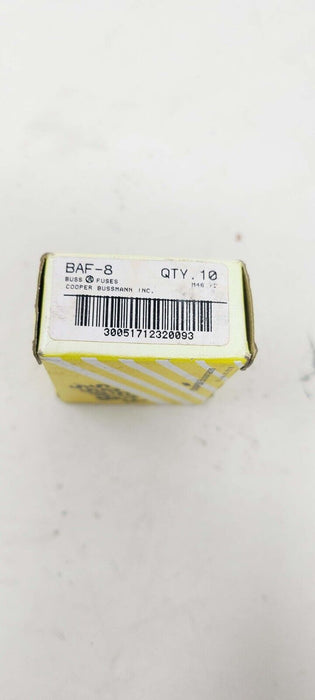 BAF-8 QTY.10
BUSS FUSES
COOPER BUSSMANN INC.
30051712320093